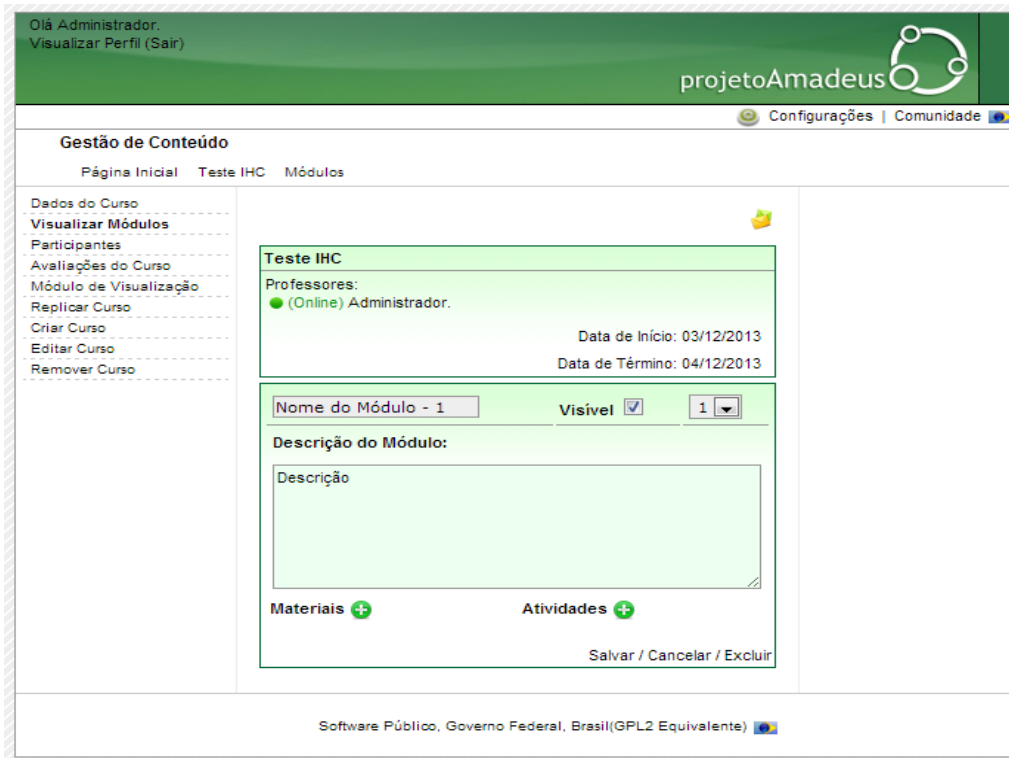 Olá Administrador.
Visualizar Perfil (Sair)
projetoAmadeus
Configurações | Comunidade
Gestão de Conteúdo
Página Inicial Teste IHC Módulos
Dados do Curso
Visualizar Módulos
Participantes
Avaliações do Curso
Módulo de Visualização
Replicar Curso
Criar Curso
Editar Curso
Remover Curso
Teste IHC
Professores:
(Online) Administrador.
Data de Início: 03/12/2013
Data de Término: 04/12/2013
Nome do Módulo - 1 Visível 1
Descrição do Módulo:
Descrição
Materiais Atividades
Salvar / Cancelar / Excluir
Software Público, Governo Federal, Brasil(GPL2 Equivalente)